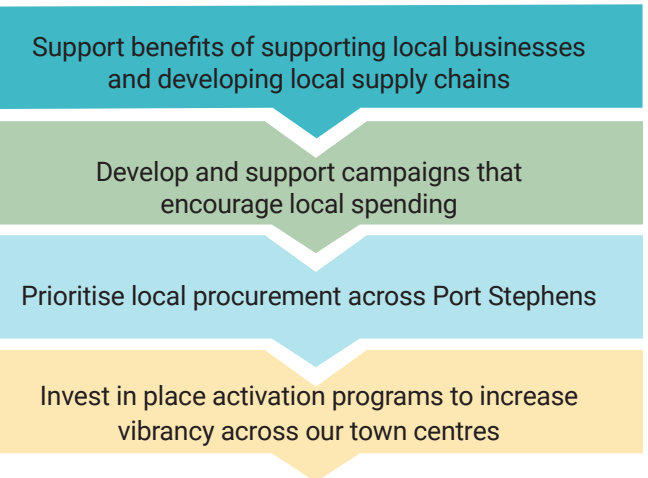 Support benefits of supporting local businesses
and developing local supply chains
Develop and support campaigns that
encourage local spending
Prioritise local procurement across Port Stephens
Invest in place activation programs to increase
vibrancy across our town centres